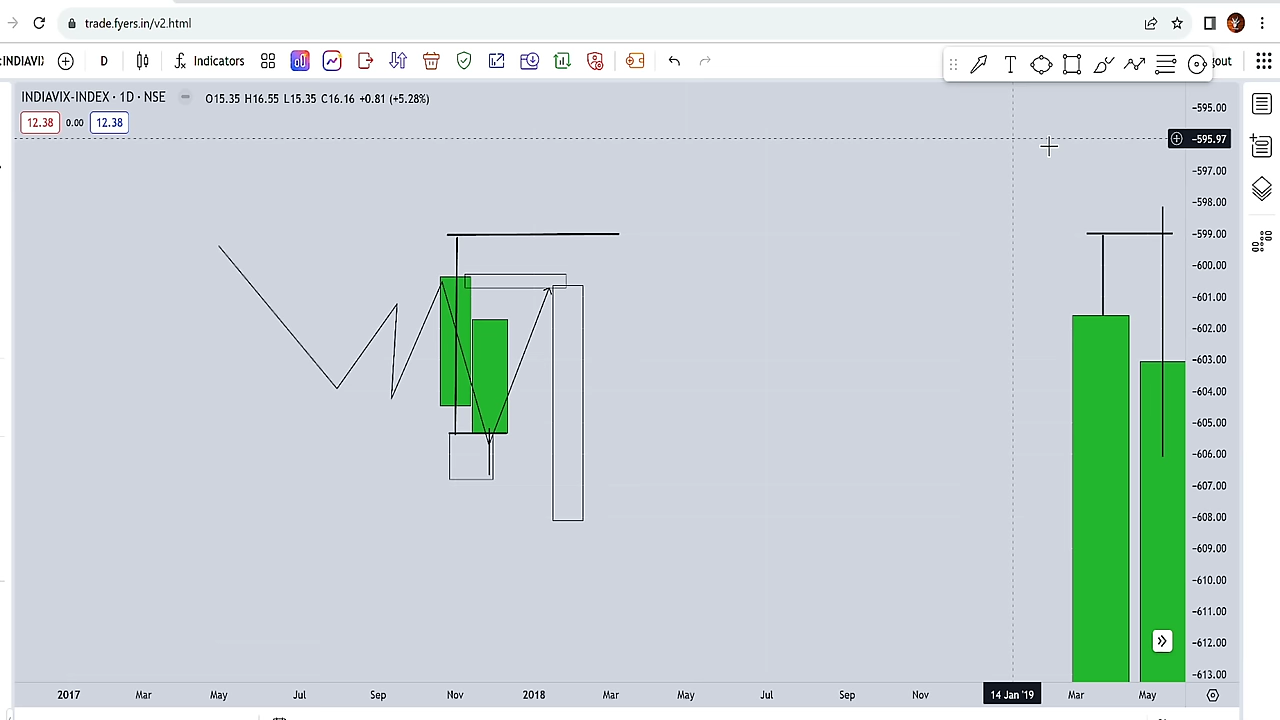 trade.fyers.in/v2.html
:INDIAVI)
D
Indicators
T
gout
INDIAVIX-INDEX · 1D · NSE
O15.35 H16.55 L15.35 C16.16 +0.81 (+5.28%)
12.38 0.00 12.38
-595.00
-595.97
-597.00
-598.00
-599.00
-600.00
-601.00
-602.00
-603.00
-604.00
-605.00
-606.00
-607.00
-608.00
-609.00
-610.00
-611.00
-612.00
-613.00
2017 Mar May Jul Sep Nov 2018 Mar May Jul Sep Nov 14 Jan '19 Mar May